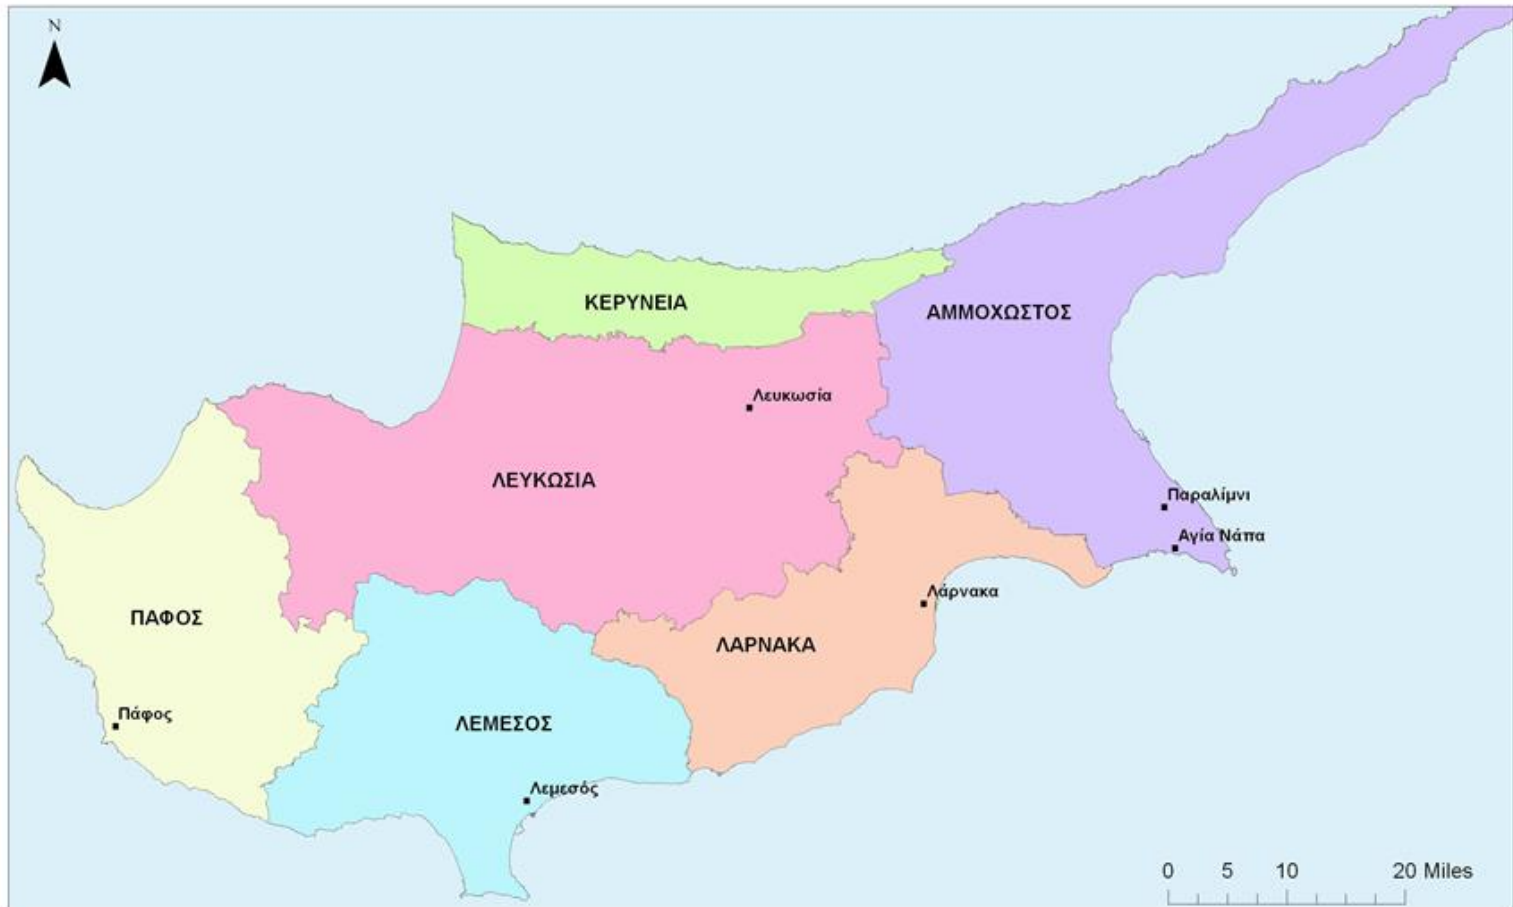 N
ΚΕΡΥΝΕΙΑ
ΑΜΜΟΧΩΣΤΟΣ
Λευκωσία
ΛΕΥΚΩΣΙΑ
Παραλίμνι
Αγία Νάπα
Λάρνακα
ΠΑΦΟΣ
ΛΑΡΝΑΚΑ
Πάφος
ΛΕΜΕΣΟΣ
Λεμεσός
0 5 10 20 Miles